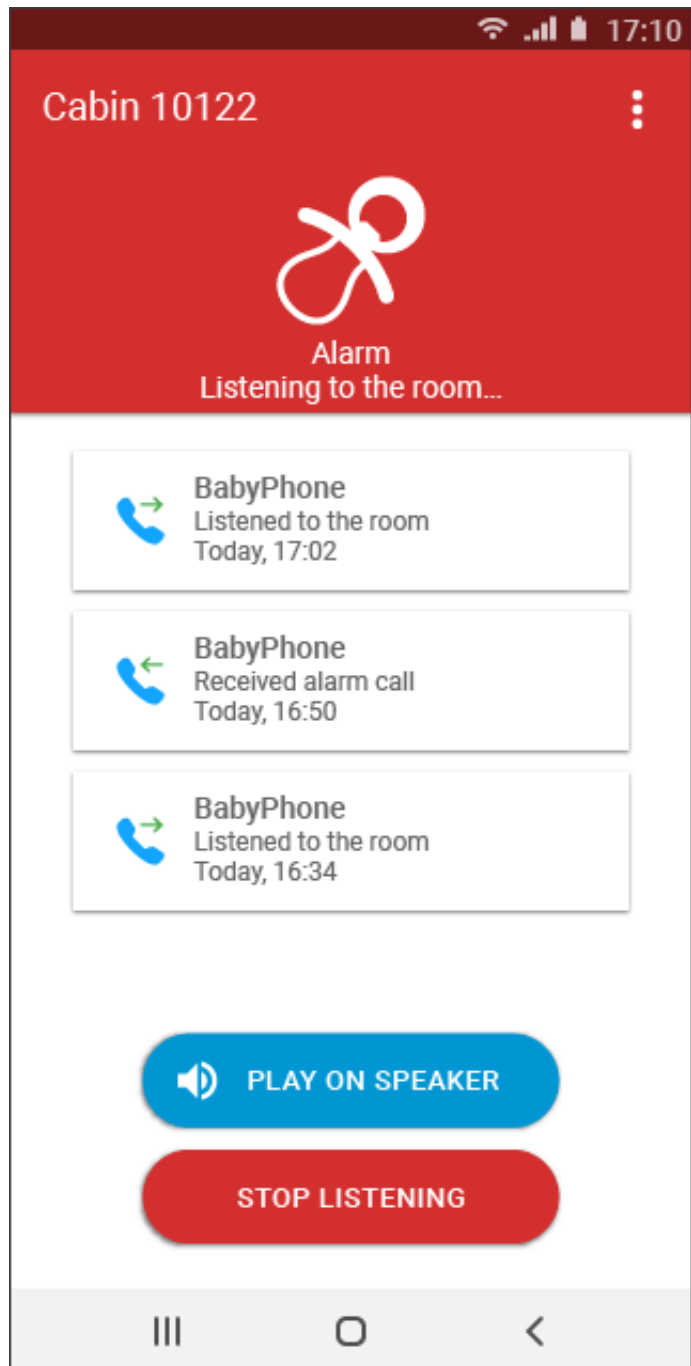 17:10
Cabin 10122
Alarm
Listening to the room...
BabyPhone
Listened to the room
Today, 17:02
BabyPhone
Received alarm call
Today, 16:50
BabyPhone
Listened to the room
Today, 16:34
PLAY ON SPEAKER
STOP LISTENING